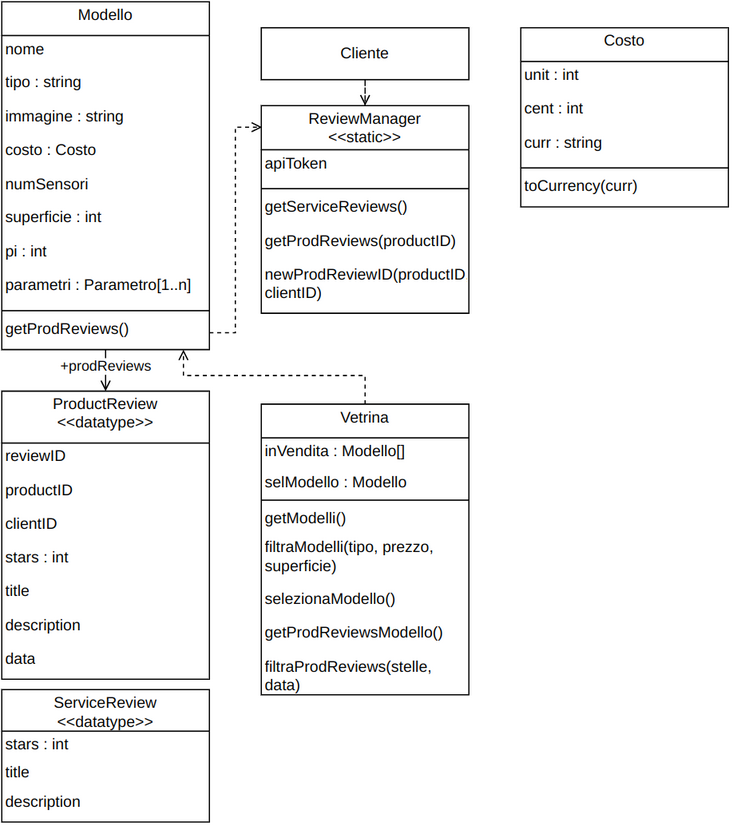 Modello
nome
tipo : string
immagine : string
costo : Costo
numSensori
superficie : int
pi : int
parametri : Parametro[1..n]
getProdReviews()
+prodReviews
ProductReview
<<datatype>>
reviewID
productID
clientID
stars : int
title
description
data
ServiceReview
<<datatype>>
stars : int
title
description
Cliente
ReviewManager
<<static>>
apiToken
getServiceReviews()
getProdReviews(productID)
newProdReviewID(productID
clientID)
Vetrina
inVendita : Modello[]
selModello : Modello
getModelli()
filtraModelli(tipo, prezzo,
superficie)
selezionaModello()
getProdReviewsModello()
filtraProdReviews(stelle,
data)
Costo
unit : int
cent : int
curr : string
toCurrency(curr)